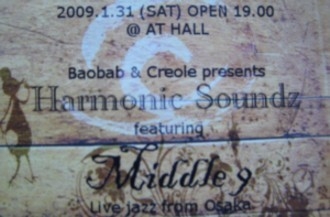 2009.1.31 (SAT) OPEN 19.00
@ AT HALL
Baobab & Creole presents
Harmonic Soundz
featuring
Middle 9
Live jazz from Osake